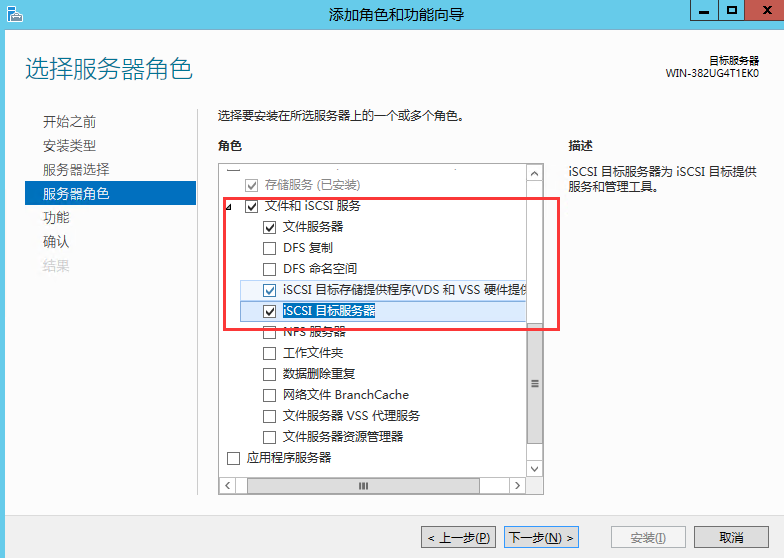 添加角色和功能向导
选择服务器角色
目标服务器
WIN-382UG4T1EK0
开始之前
安装类型
服务器选择
服务器角色
功能
确认
结果
选择要安装在所选服务器上的一个或多个角色。
角色
存储服务 (已安装)
文件和 iSCSI 服务
文件服务器
DFS 复制
DFS 命名空间
iSCSI 目标存储提供程序(VDS 和 VSS 硬件提供
iSCSI 目标服务器
NFS 服务器
工作文件夹
数据删除重复
网络文件 BranchCache
文件服务器 VSS 代理服务
文件服务器资源管理器
应用程序服务器
描述
iSCSI 目标服务器为 iSCSI 目标提供
服务和管理工具。
< 上一步(P)
下一步(N) >
安装(I)
取消